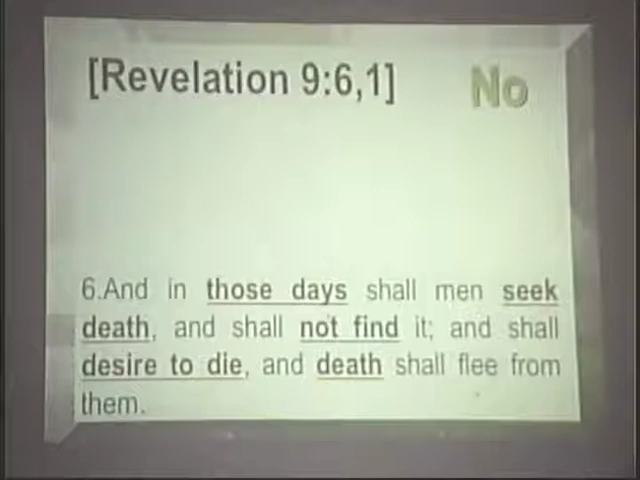 [Revelation 9:6,1] No
6.And in those days shall men seek
death, and shall not find it; and shall
desire to die, and death shall flee from
them.